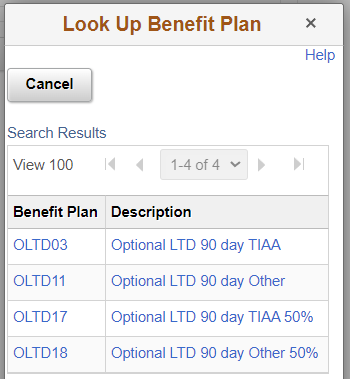 Look Up Benefit Plan ×
Help
Cancel
Search Results
View 100 1-4 of 4
Benefit Plan Description
OLTD03 Optional LTD 90 day TIAA
OLTD11 Optional LTD 90 day Other
OLTD17 Optional LTD 90 day TIAA 50%
OLTD18 Optional LTD 90 day Other 50%